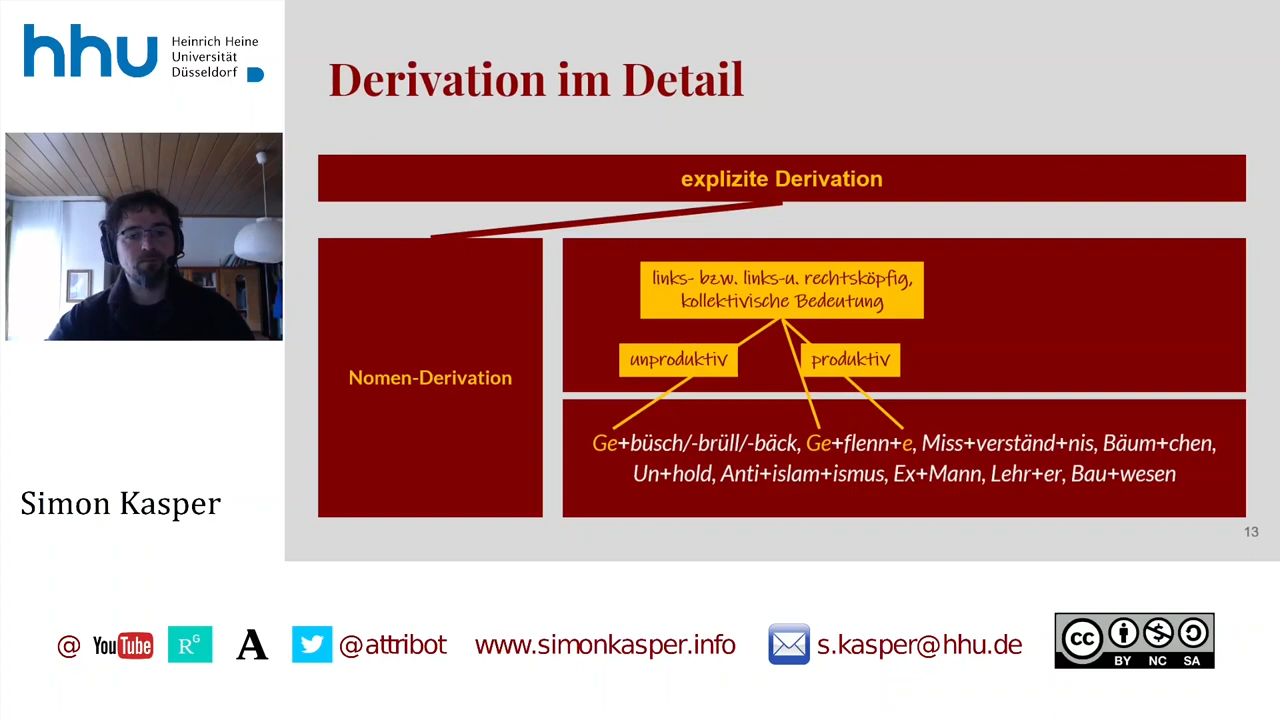 hhu Heinrich Heine
Universität
Düsseldorf
Derivation im Detail
explizite Derivation
Nomen-Derivation
links- bzw. links-u. rechtsköpfig,
kollektivische Bedeutung
unproduktiv
produktiv
Ge+büsch/-brüll/-bäck, Ge+flenn+e, Miss+verständ+nis, Bäum+chen,
Un+hold, Anti+islam+ismus, Ex+Mann, Lehr+er, Bau+wesen
13
Simon Kasper
@ YouTube RG A @attribot www.simonkasper.info s.kasper@hhu.de
cc BY NC SA